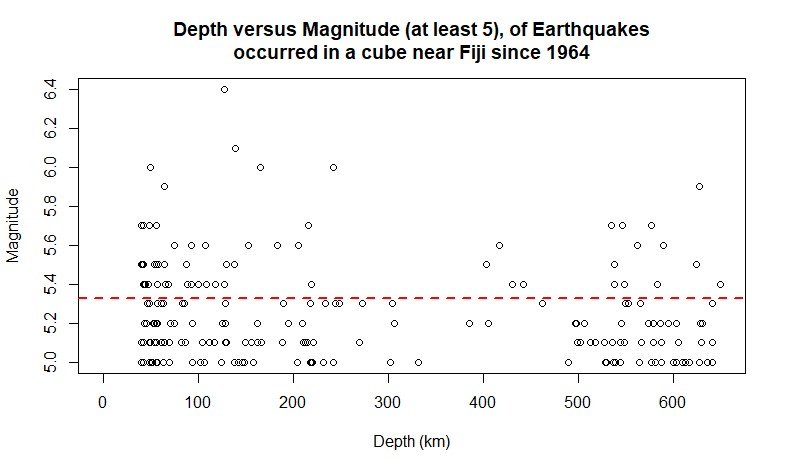 Depth versus Magnitude (at least 5), of Earthquakes
occurred in a cube near Fiji since 1964
Magnitude
6.4
6.2
6.0
5.8
5.6
5.4
5.2
5.0
0 100 200 300 400 500 600
Depth (km)